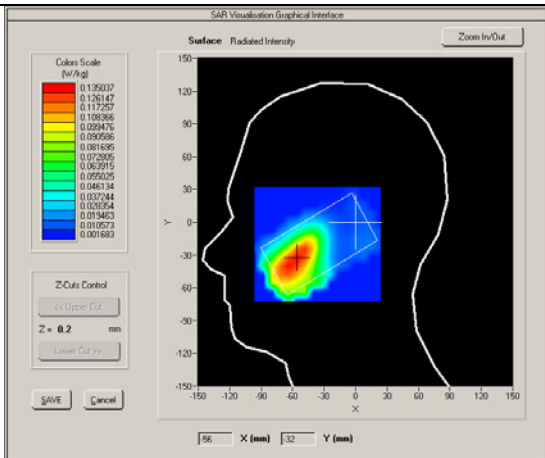 SAR Visualisation Graphical Interface
Surface Radiated Intensity
Zoom In/Out
Colors Scale
(W/kg)
0.135037
0.126147
0.117257
0.108366
0.099476
0.090586
0.081695
0.072805
0.063915
0.055025
0.046134
0.037244
0.028354
0.019463
0.010573
0.001683
Z-Cuts Control
<< Upper Cut
Z = 0.2 mm
Lower Cut >>
SAVE Cancel
150
120
90
60
30
0
-30
-60
-90
-120
-150
Y
-150 -120 -90 -60 -30 0 30 60 90 120 150
X
-56 X (mm) -32 Y (mm)